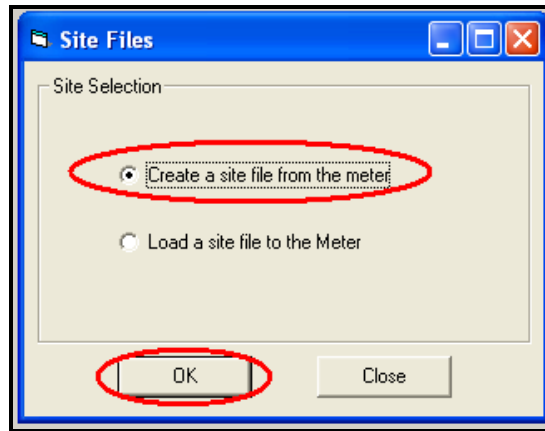 Site Files
Site Selection
Create a site file from the meter
Load a site file to the Meter
OK
Close